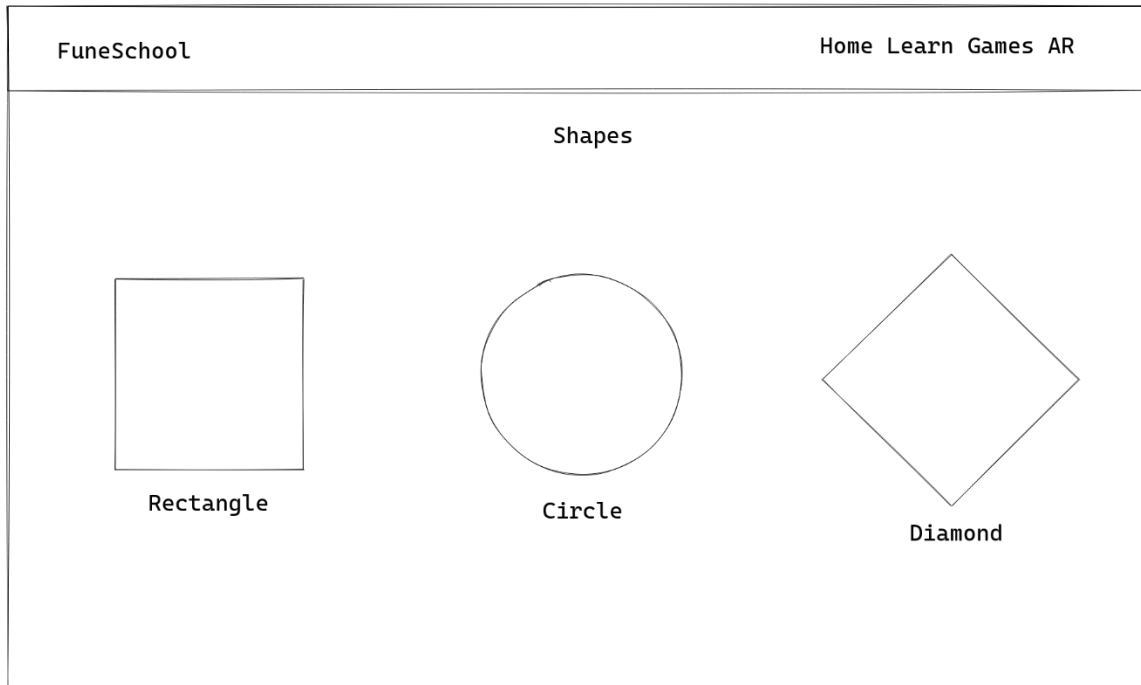 FuneSchool
Home Learn Games AR
Shapes
Rectangle
Circle
Diamond